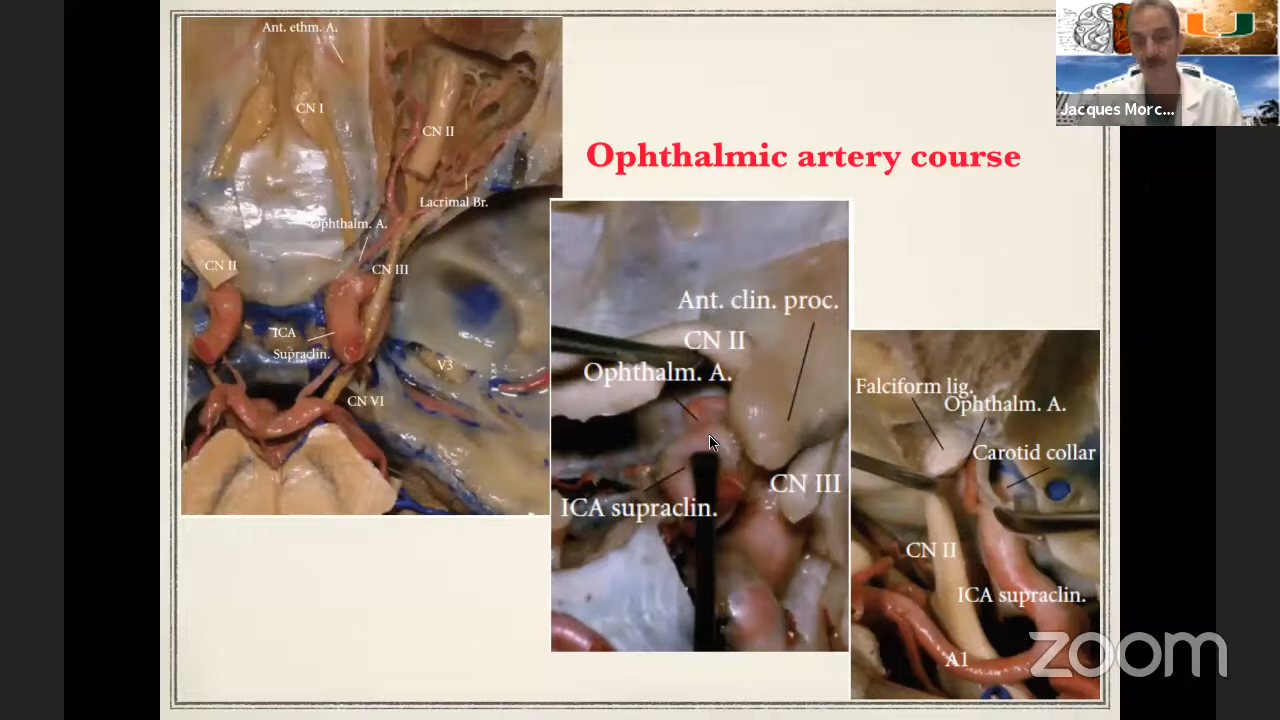 Ant. ethm. A.
CN I
CN II
Lacrimal Br.
Ophthalm. A.
CN II
CN III
ICA
Supraclin.
V3
CN VI
Ophthalmic artery course
Ant. clin. proc.
CN II
Ophthalm. A.
CN III
ICA supraclin.
Falciform lig.
Ophthalm. A.
Carotid collar
CN II
ICA supraclin.
A1
Jacques Morc...
U
zoom